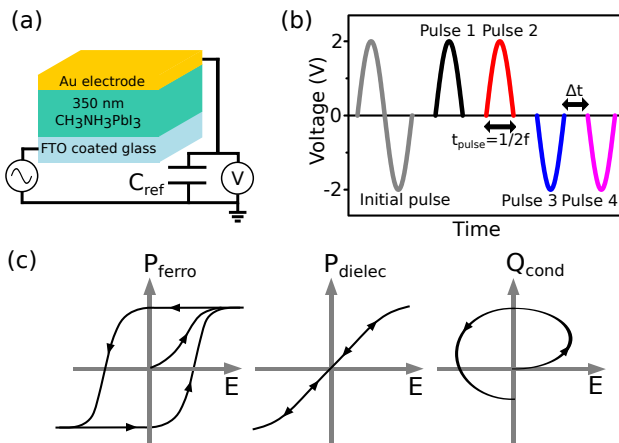 (a)
Au electrode
350 nm
CH3NH3PbI3
FTO coated glass
Cref
V
(b)
Voltage (V)
2
0
-2
Pulse 1
Pulse 2
Δt
tpulse=1/2f
Initial pulse
Pulse 3
Pulse 4
Time
(c)
Pferro
E
Pdielec
E
Qcond
E